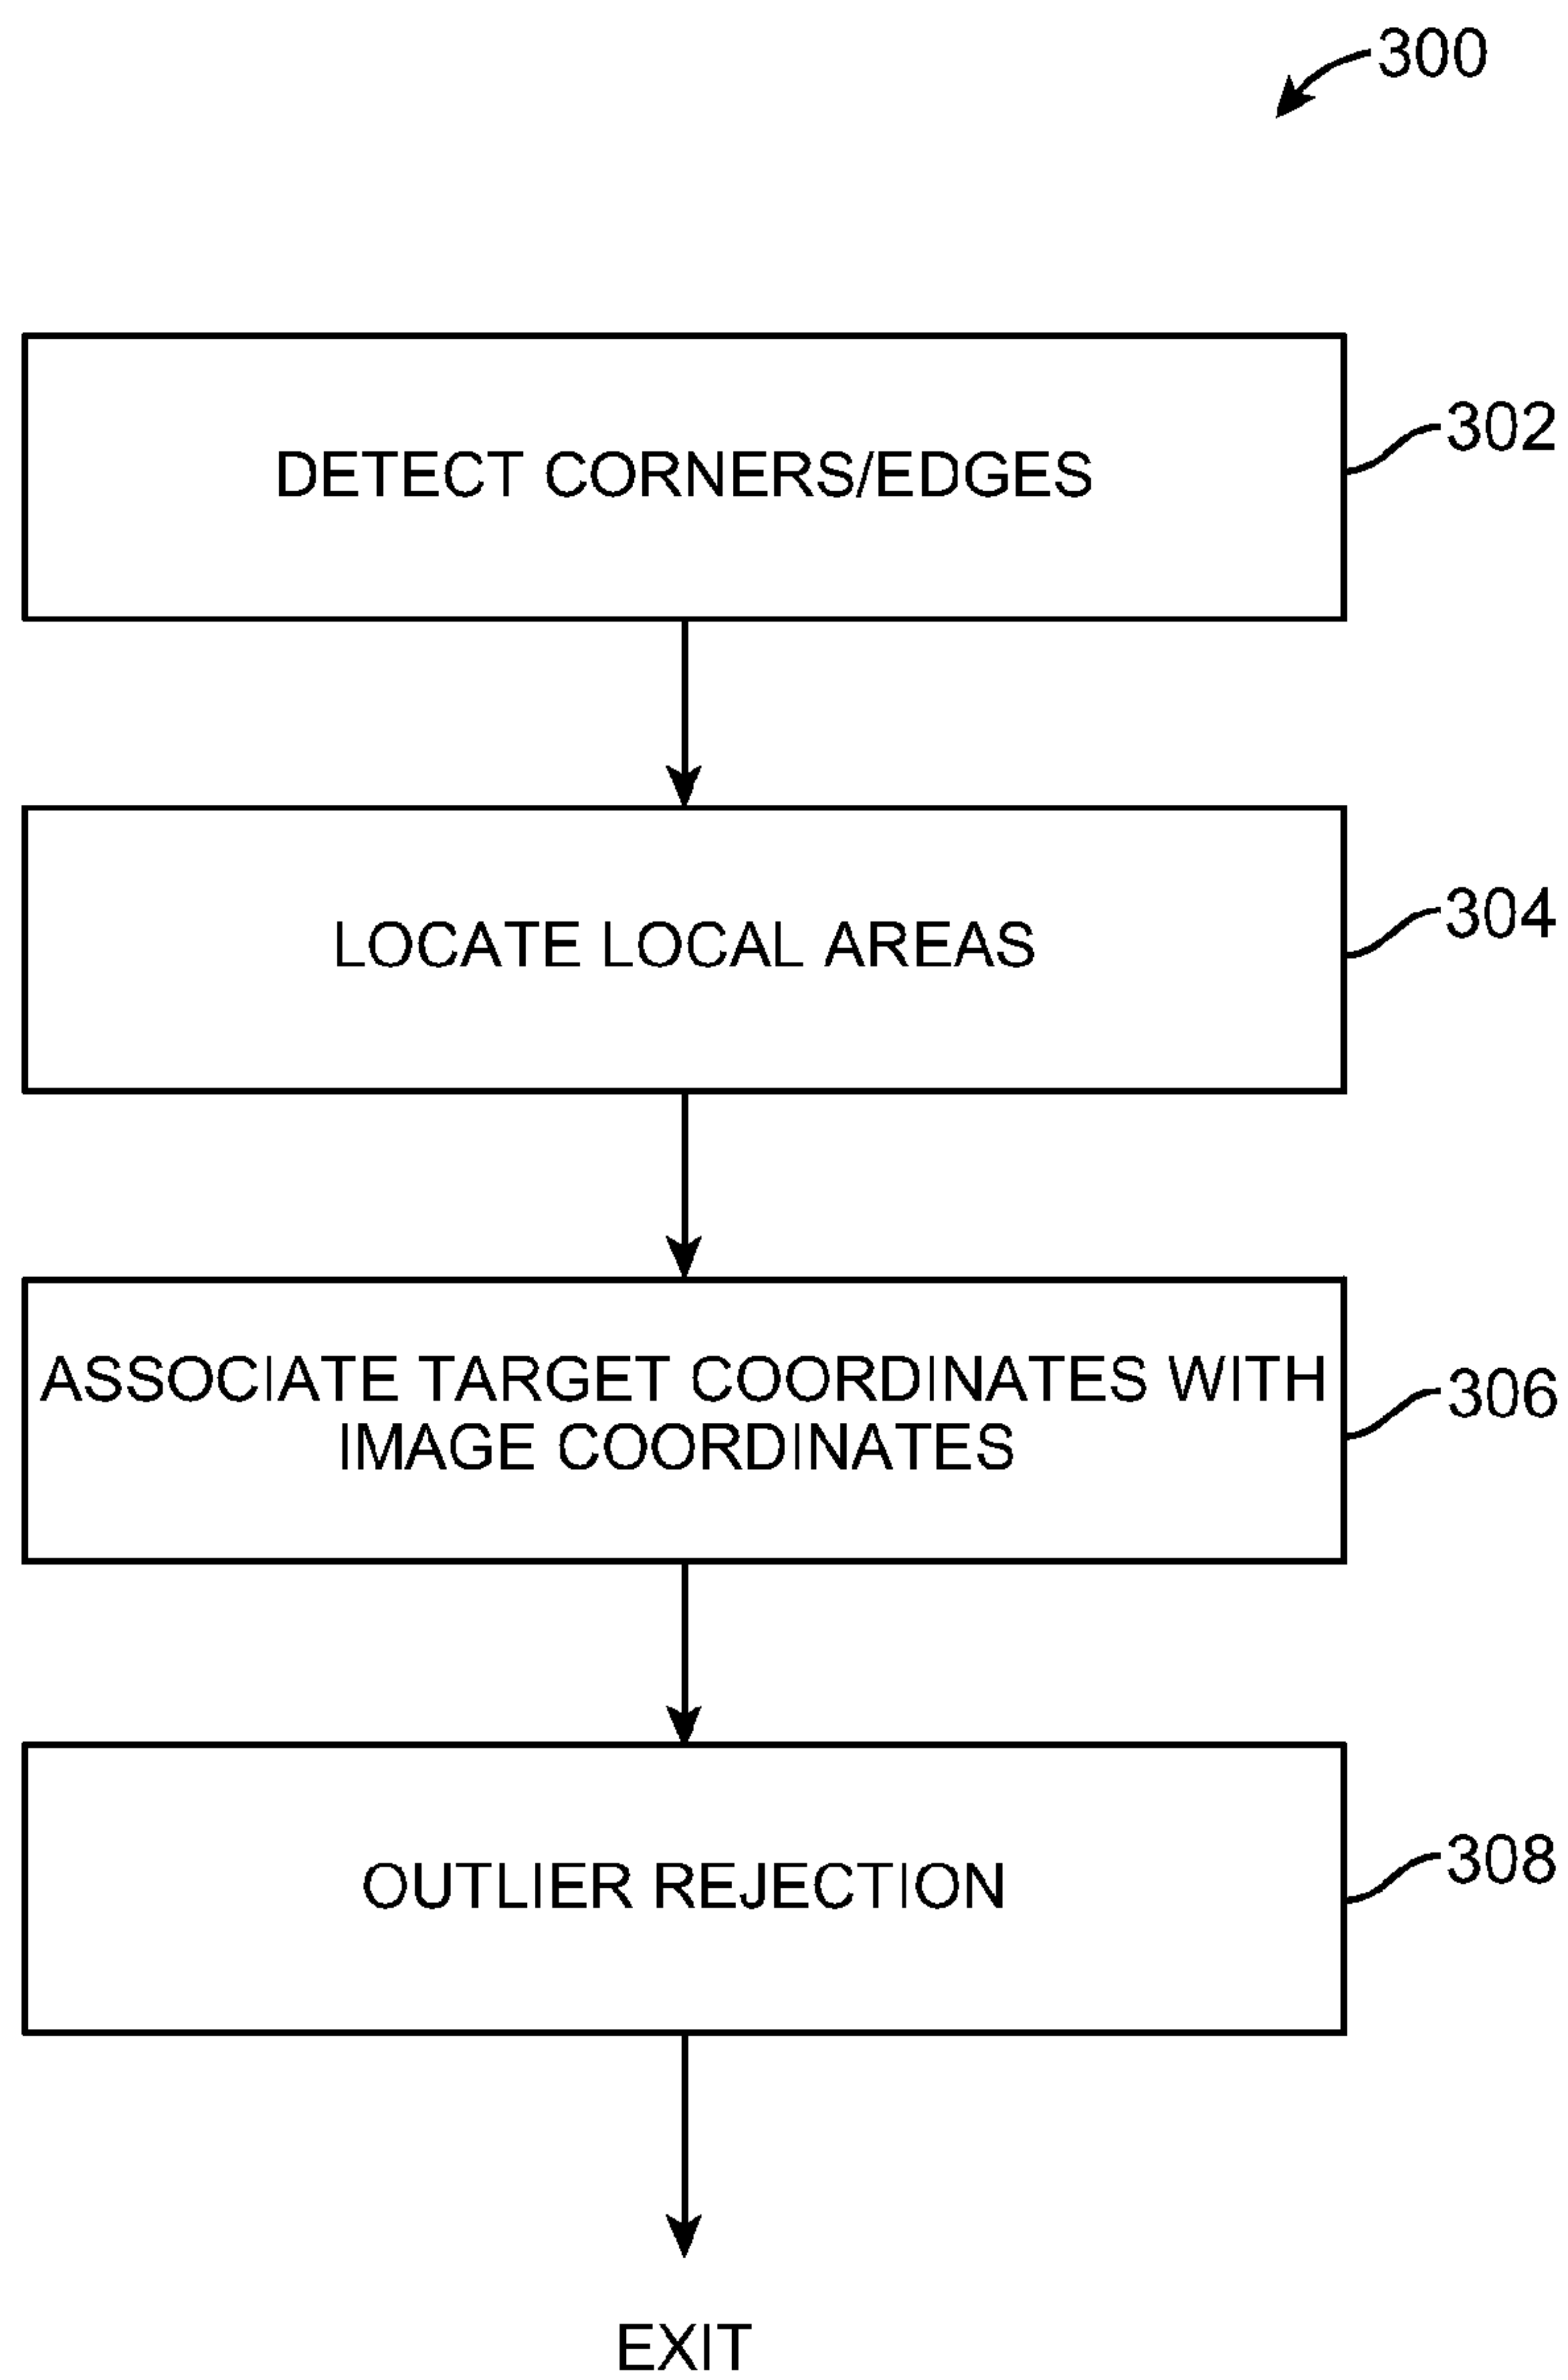 300
DETECT CORNERS/EDGES
302
LOCATE LOCAL AREAS
304
ASSOCIATE TARGET COORDINATES WITH
IMAGE COORDINATES
306
OUTLIER REJECTION
308
EXIT